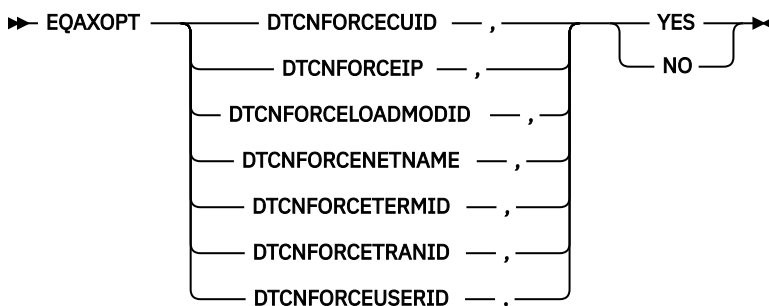 EQAXOPT DTCNFORCECUID , YES
DTCNFORCEIP , NO
DTCNFORCELOADMODID ,
DTCNFORCENETNAME ,
DTCNFORCETERMID ,
DTCNFORCETRANID ,
DTCNFORCEUSERID ,